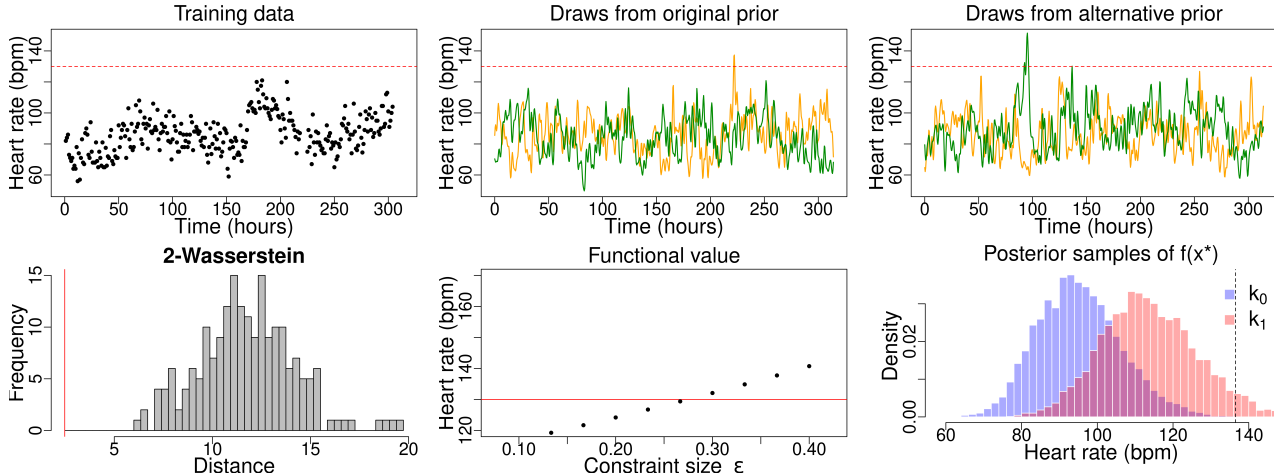 Training data
Heart rate (bpm)
60 100 140
0 50 100 150 200 250 300
Time (hours)
Draws from original prior
Heart rate (bpm)
60 100 140
0 50 100 150 200 250 300
Time (hours)
Draws from alternative prior
Heart rate (bpm)
60 100 140
0 50 100 150 200 250 300
Time (hours)
2-Wasserstein
Frequency
0 5 10 15
5 10 15 20
Distance
Functional value
Heart rate (bpm)
120 140 160
0.10 0.20 0.30 0.40
Constraint size ε
Posterior samples of f(x*)
k₀
k₁
Density
0.00 0.02
60 80 100 120 140
Heart rate (bpm)